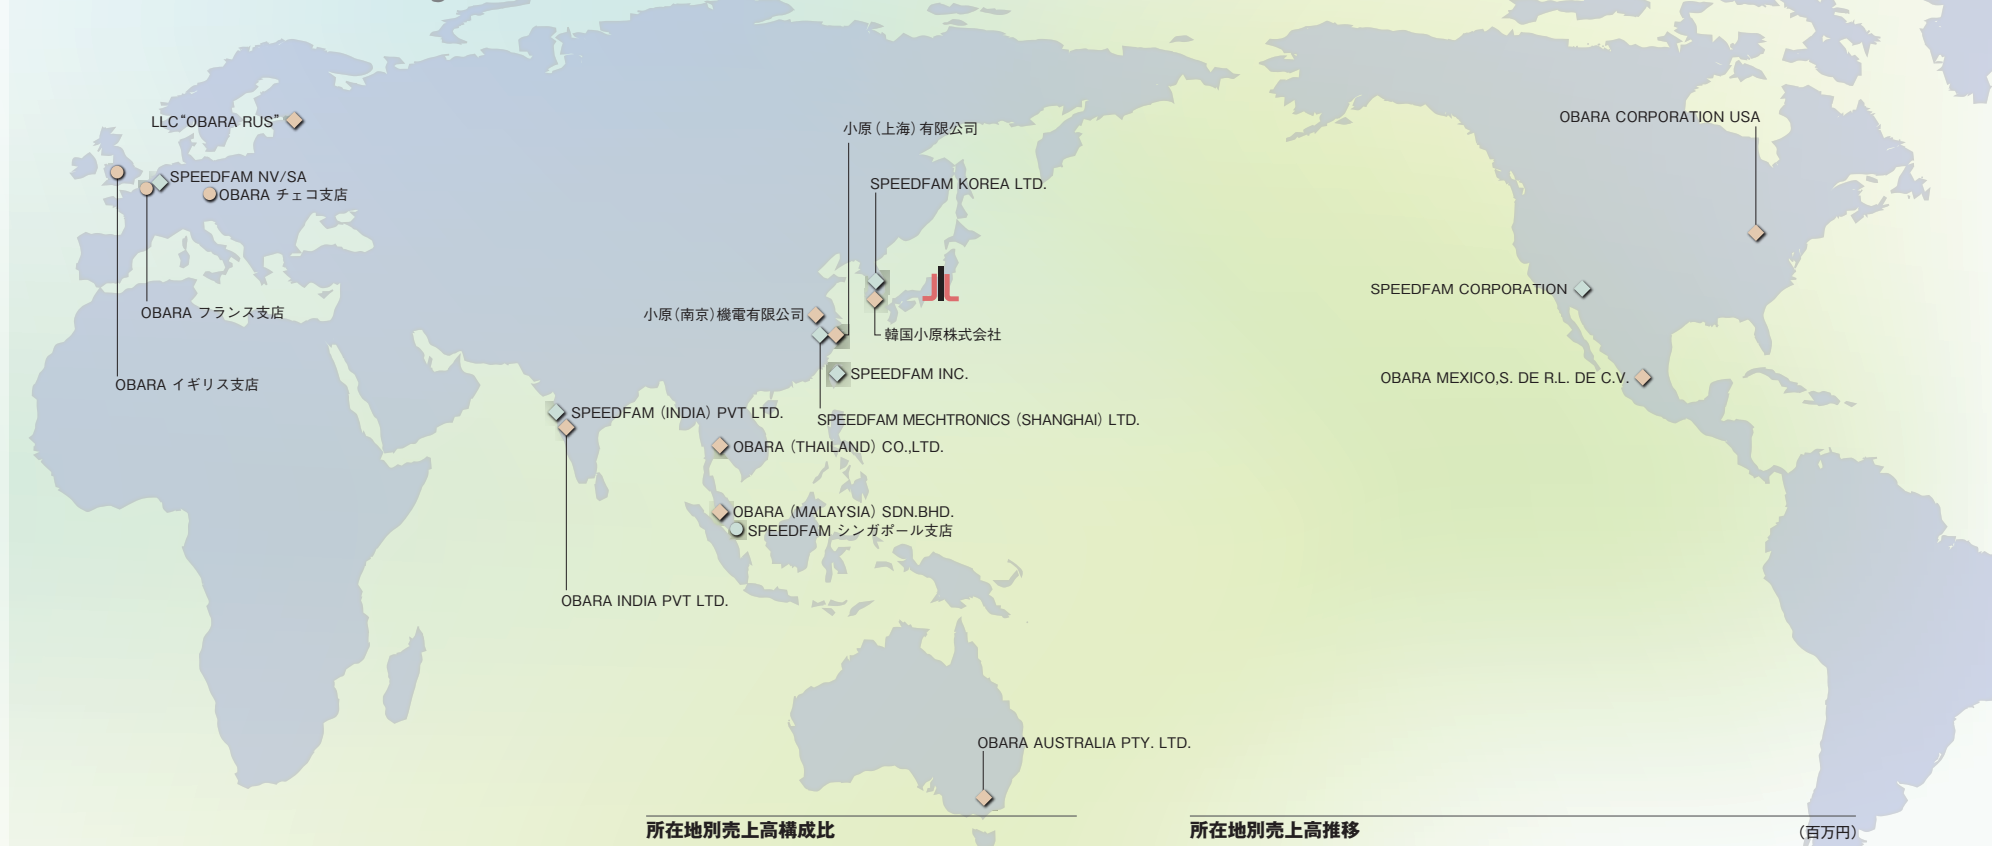 LLC“OBARA RUS”
SPEEDFAM NV/SA
OBARA チェコ支店
OBARA フランス支店
OBARA イギリス支店
小原（上海）有限公司
SPEEDFAM KOREA LTD.
小原（南京）機電有限公司
韓国小原株式会社
SPEEDFAM INC.
SPEEDFAM MECHTRONICS（SHANGHAI）LTD.
SPEEDFAM（INDIA）PVT LTD.
OBARA（THAILAND）CO.,LTD.
OBARA（MALAYSIA）SDN.BHD.
SPEEDFAM シンガポール支店
OBARA INDIA PVT LTD.
OBARA AUSTRALIA PTY. LTD.
OBARA CORPORATION USA
SPEEDFAM CORPORATION
OBARA MEXICO,S. DE R.L. DE C.V.
所在地別売上高構成比
所在地別売上高推移
（百万円）